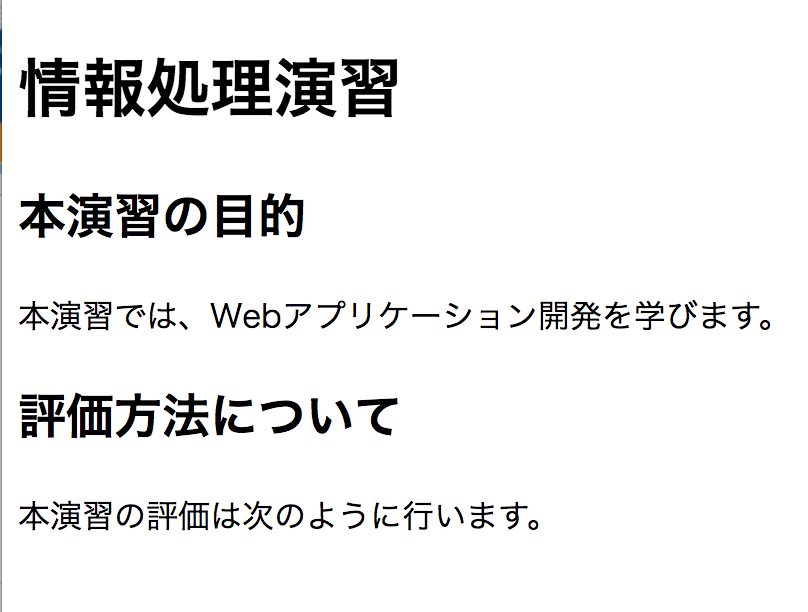 情報処理演習
本演習の目的
本演習では、Webアプリケーション開発を学びます。
評価方法について
本演習の評価は次のように行います。